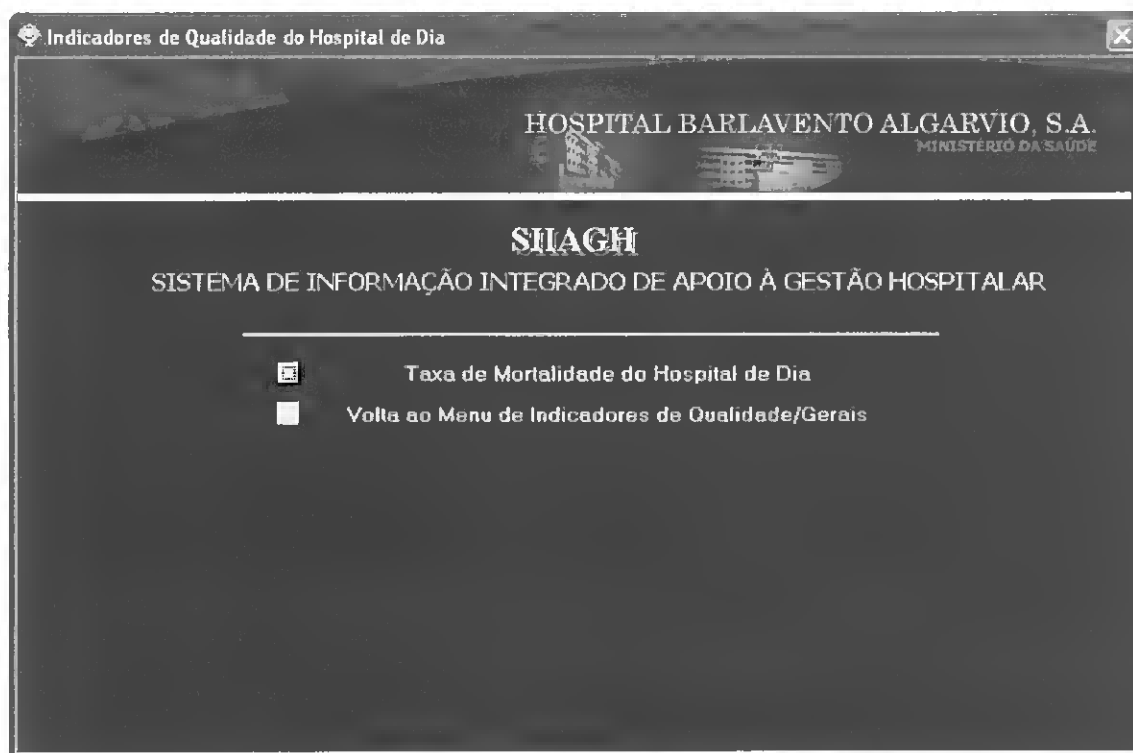 Indicadores de Qualidade do Hospital de Dia
HOSPITAL BARLAVENTO ALGARVIO, S.A.
MINISTÉRIO DA SAÚDE
SIIAGH
SISTEMA DE INFORMAÇÃO INTEGRADO DE APOIO À GESTÃO HOSPITALAR
Taxa de Mortalidade do Hospital de Dia
Volta ao Menu de Indicadores de Qualidade/Gerais